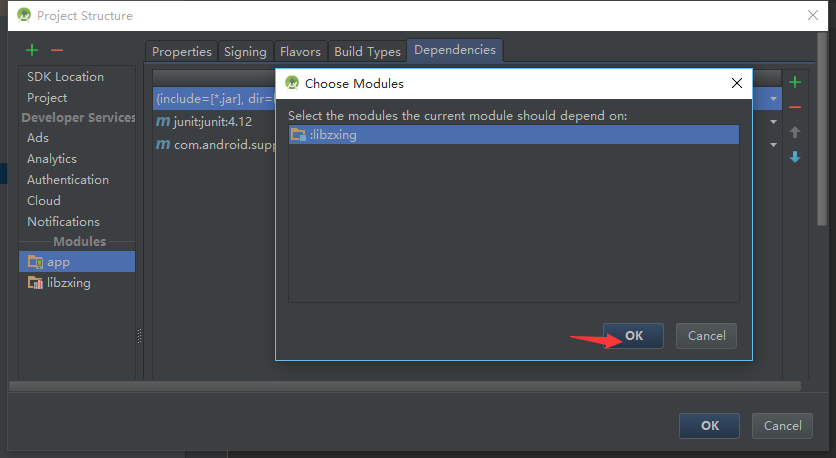 Project Structure
SDK Location
Project
Developer Services
Ads
Analytics
Authentication
Cloud
Notifications
Modules
app
libzxing
Properties
Signing
Flavors
Build Types
Dependencies
{include=[*.jar], dir=
m junit:junit:4.12
m com.android.supp
Choose Modules
Select the modules the current module should depend on:
:libzxing
OK
Cancel
OK
Cancel